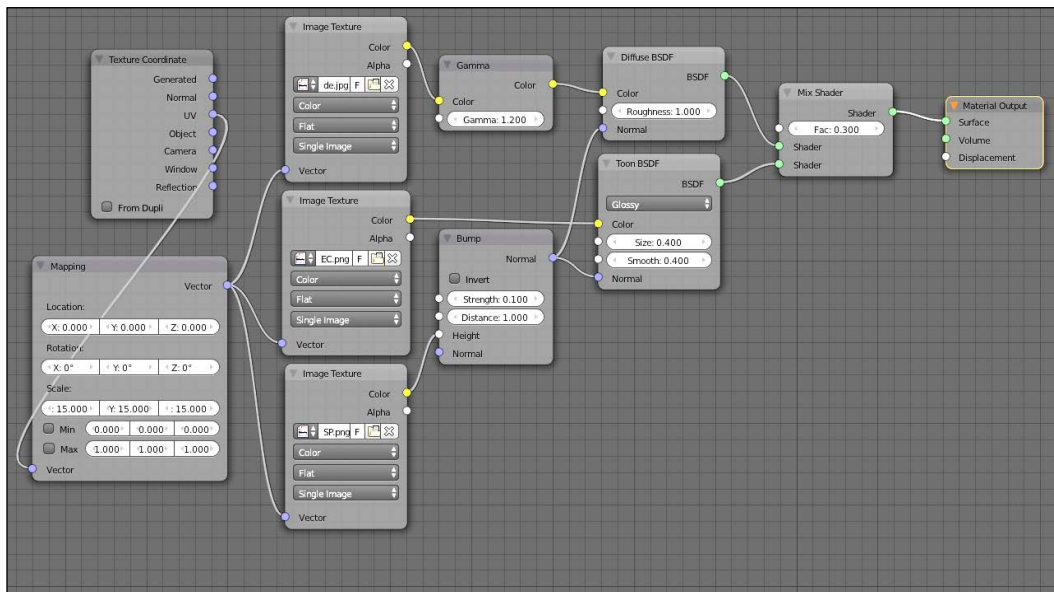 Texture Coordinate
Generated
Normal
UV
Object
Camera
Window
Reflection
From Dupli
Mapping
Vector
Location:
X: 0.000 Y: 0.000 Z: 0.000
Rotation:
X: 0° Y: 0° Z: 0°
Scale:
: 15.000 Y: 15.000 : 15.000
Min 0.000 0.000 0.000
Max 1.000 1.000 1.000
Vector
Image Texture
Color
Alpha
de.jpg F
Color
Flat
Single Image
Vector
Image Texture
Color
Alpha
EC.png F
Color
Flat
Single Image
Vector
Image Texture
Color
Alpha
SP.png F
Color
Flat
Single Image
Vector
Gamma
Color
Color
Gamma: 1.200
Bump
Normal
Invert
Strength: 0.100
Distance: 1.000
Height
Normal
Diffuse BSDF
BSDF
Color
Roughness: 1.000
Normal
Toon BSDF
BSDF
Glossy
Color
Size: 0.400
Smooth: 0.400
Normal
Mix Shader
Shader
Fac: 0.300
Shader
Shader
Material Output
Surface
Volume
Displacement